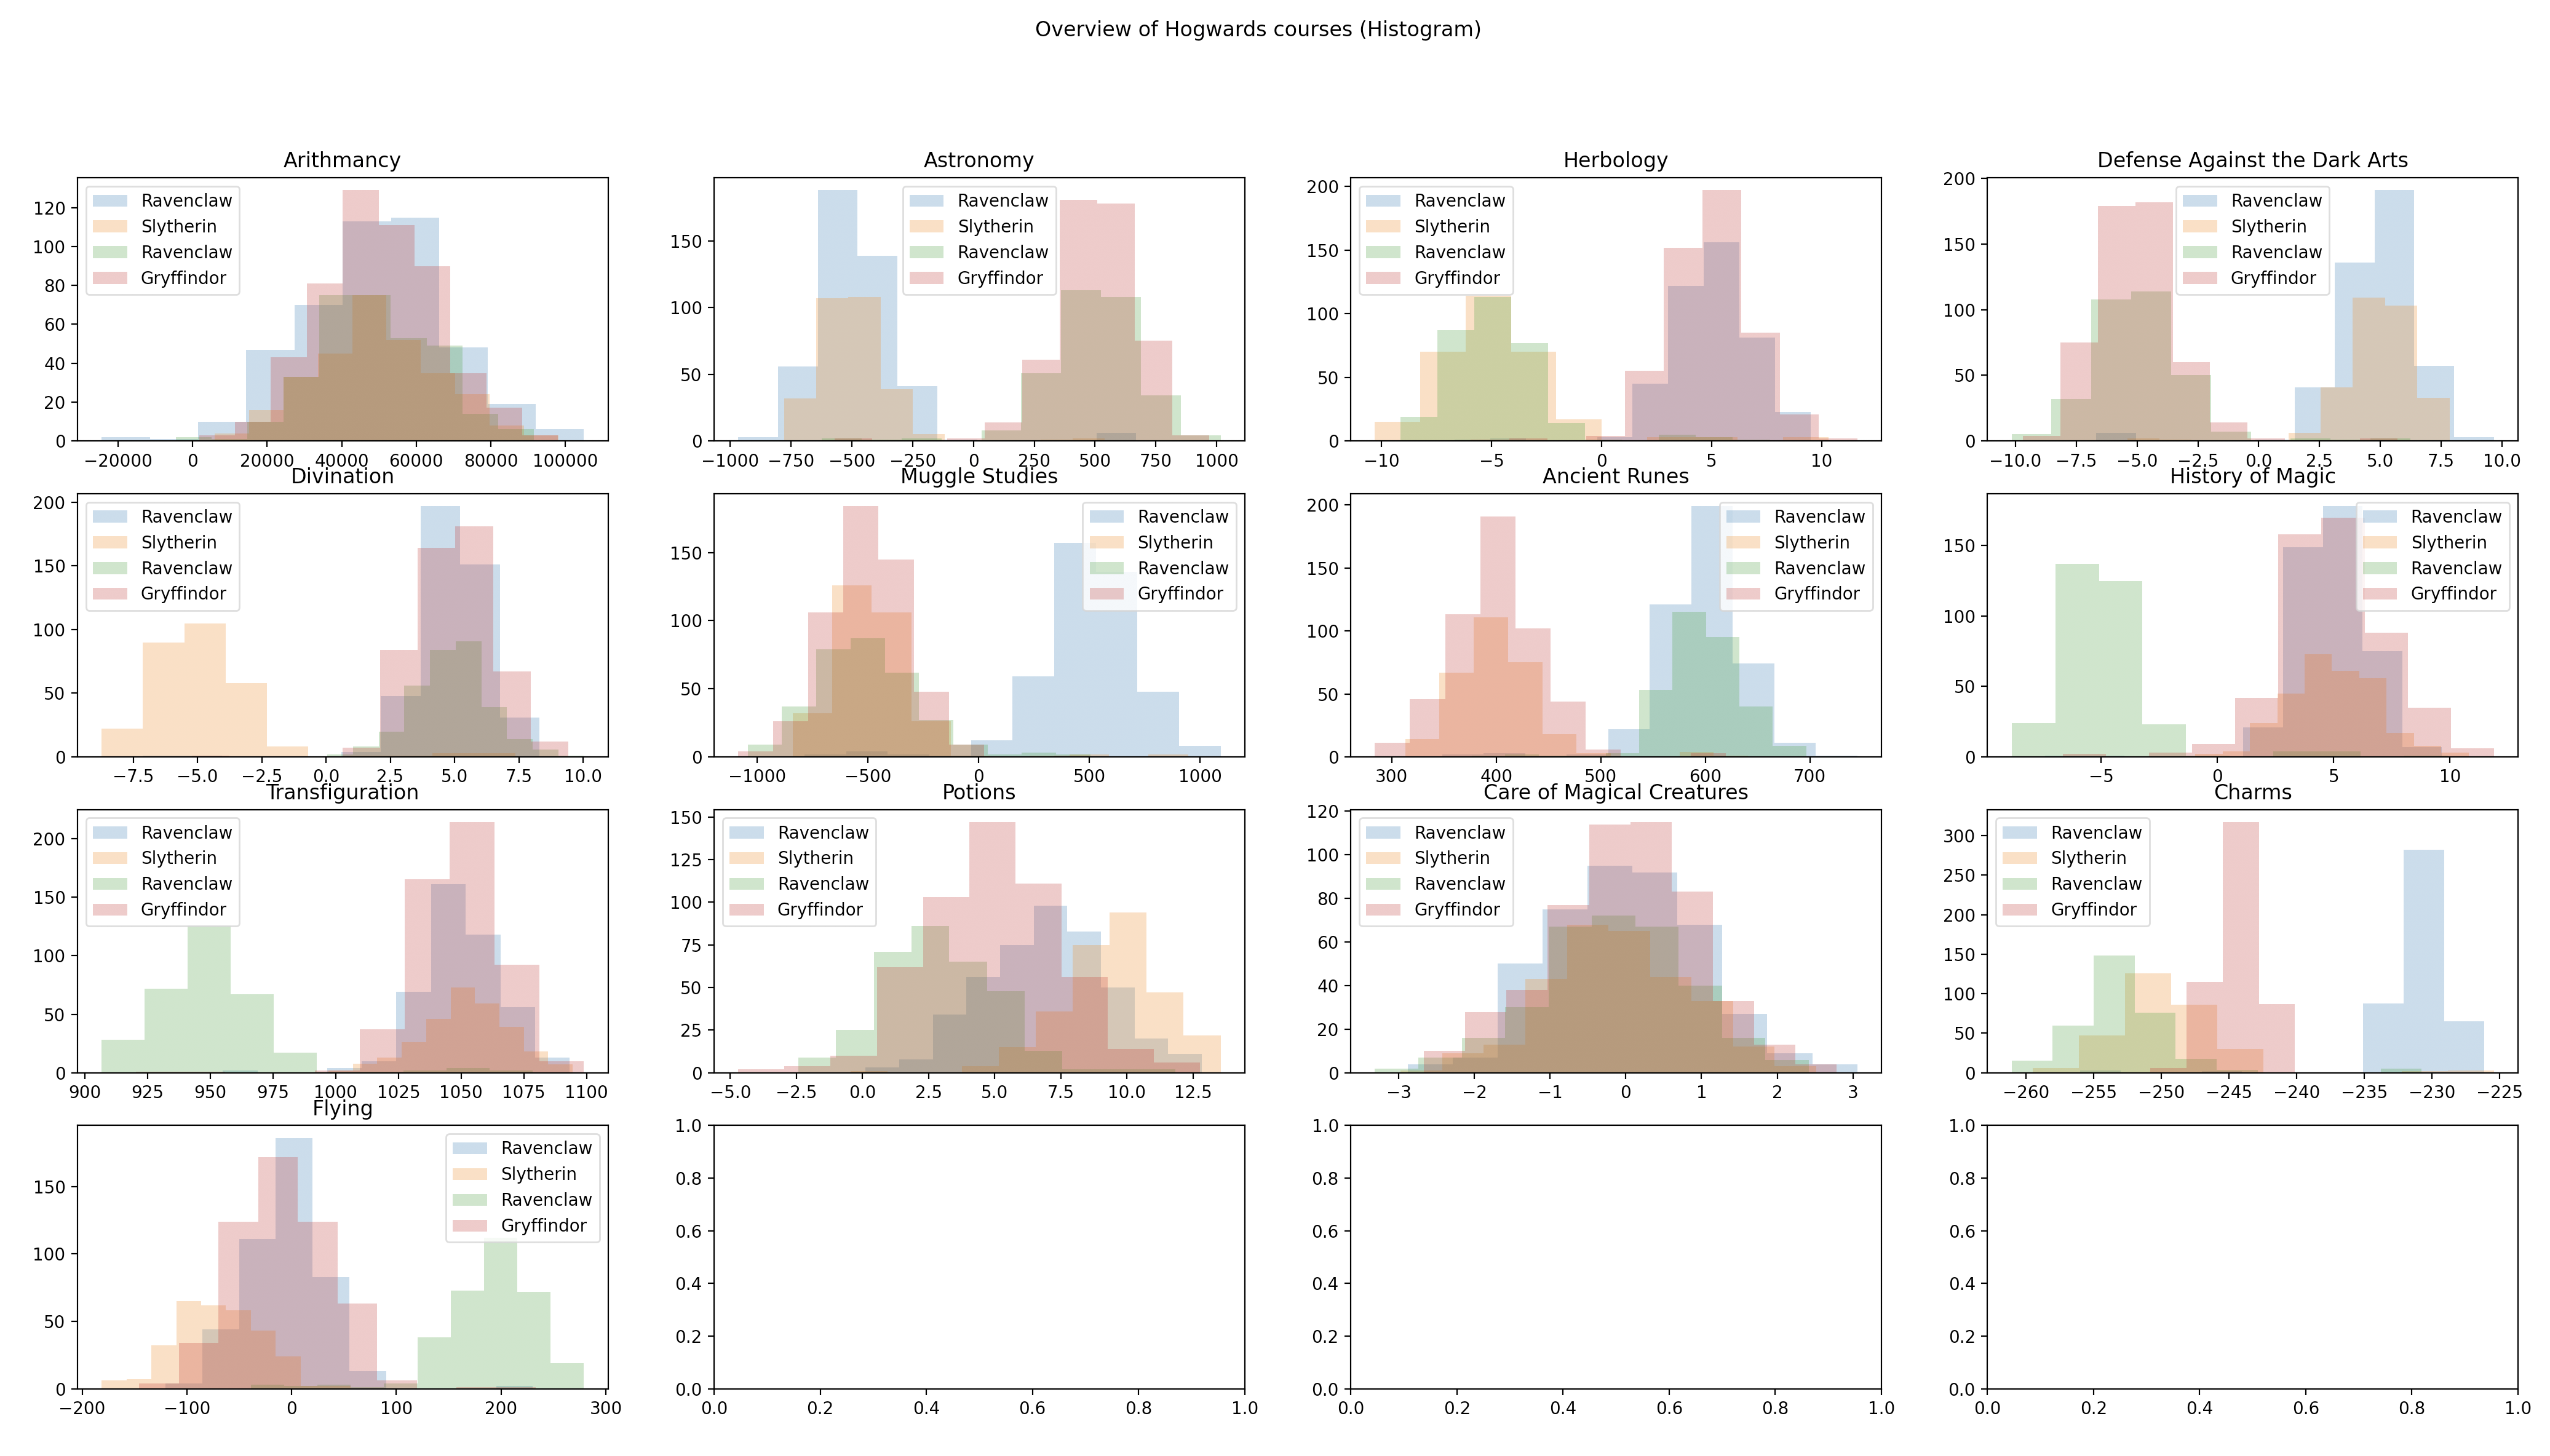 Overview of Hogwards courses (Histogram)
Arithmancy
Ravenclaw
Slytherin
Ravenclaw
Gryffindor
0 20 40 60 80 100 120
−20000 0 20000 40000 60000 80000 100000
Astronomy
Ravenclaw
Slytherin
Ravenclaw
Gryffindor
0 50 100 150
−1000 −750 −500 −250 0 250 500 750 1000
Herbology
Ravenclaw
Slytherin
Ravenclaw
Gryffindor
0 50 100 150 200
−10 −5 0 5 10
Defense Against the Dark Arts
Ravenclaw
Slytherin
Ravenclaw
Gryffindor
0 50 100 150 200
−10.0 −7.5 −5.0 −2.5 0.0 2.5 5.0 7.5 10.0
Divination
Ravenclaw
Slytherin
Ravenclaw
Gryffindor
0 50 100 150 200
−7.5 −5.0 −2.5 0.0 2.5 5.0 7.5 10.0
Muggle Studies
Ravenclaw
Slytherin
Ravenclaw
Gryffindor
0 50 100 150
−1000 −500 0 500 1000
Ancient Runes
Ravenclaw
Slytherin
Ravenclaw
Gryffindor
0 50 100 150 200
300 400 500 600 700
History of Magic
Ravenclaw
Slytherin
Ravenclaw
Gryffindor
0 50 100 150
−5 0 5 10
Transfiguration
Ravenclaw
Slytherin
Ravenclaw
Gryffindor
0 50 100 150 200
900 925 950 975 1000 1025 1050 1075 1100
Potions
Ravenclaw
Slytherin
Ravenclaw
Gryffindor
0 25 50 75 100 125 150
−5.0 −2.5 0.0 2.5 5.0 7.5 10.0 12.5
Care of Magical Creatures
Ravenclaw
Slytherin
Ravenclaw
Gryffindor
0 20 40 60 80 100 120
−3 −2 −1 0 1 2 3
Charms
Ravenclaw
Slytherin
Ravenclaw
Gryffindor
0 50 100 150 200 250 300
−260 −255 −250 −245 −240 −235 −230 −225
Flying
Ravenclaw
Slytherin
Ravenclaw
Gryffindor
0 50 100 150
−200 −100 0 100 200 300
0.0 0.2 0.4 0.6 0.8 1.0
0.0 0.2 0.4 0.6 0.8 1.0
0.0 0.2 0.4 0.6 0.8 1.0
0.0 0.2 0.4 0.6 0.8 1.0
0.0 0.2 0.4 0.6 0.8 1.0
0.0 0.2 0.4 0.6 0.8 1.0